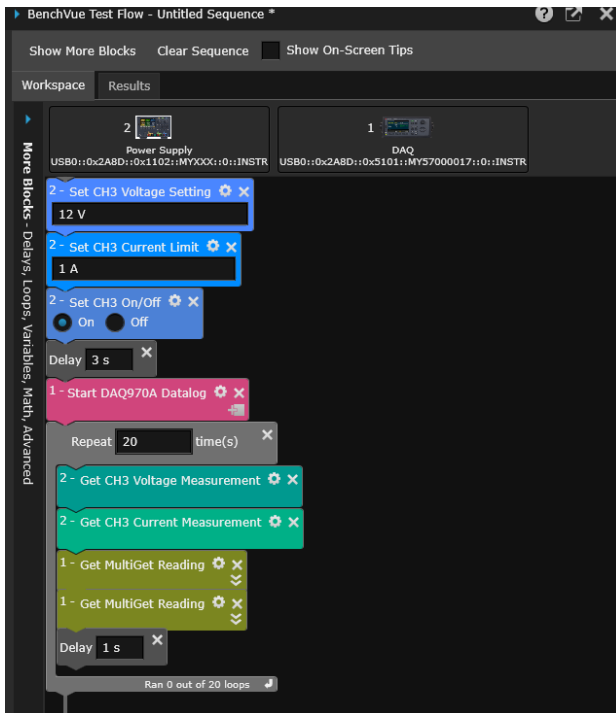 BenchVue Test Flow - Untitled Sequence *
?
Show More Blocks Clear Sequence Show On-Screen Tips
Workspace Results
More Blocks - Delays, Loops, Variables, Math, Advanced
2
Power Supply
USB0::0x2A8D::0x1102::MYXXX::0::INSTR
1
DAQ
USB0::0x2A8D::0x5101::MY57000017::0::INSTR
2 - Set CH3 Voltage Setting
12 V
2 - Set CH3 Current Limit
1 A
2 - Set CH3 On/Off
On Off
Delay 3 s
1 - Start DAQ970A Datalog
Repeat 20 time(s)
2 - Get CH3 Voltage Measurement
2 - Get CH3 Current Measurement
1 - Get MultiGet Reading
1 - Get MultiGet Reading
Delay 1 s
Ran 0 out of 20 loops